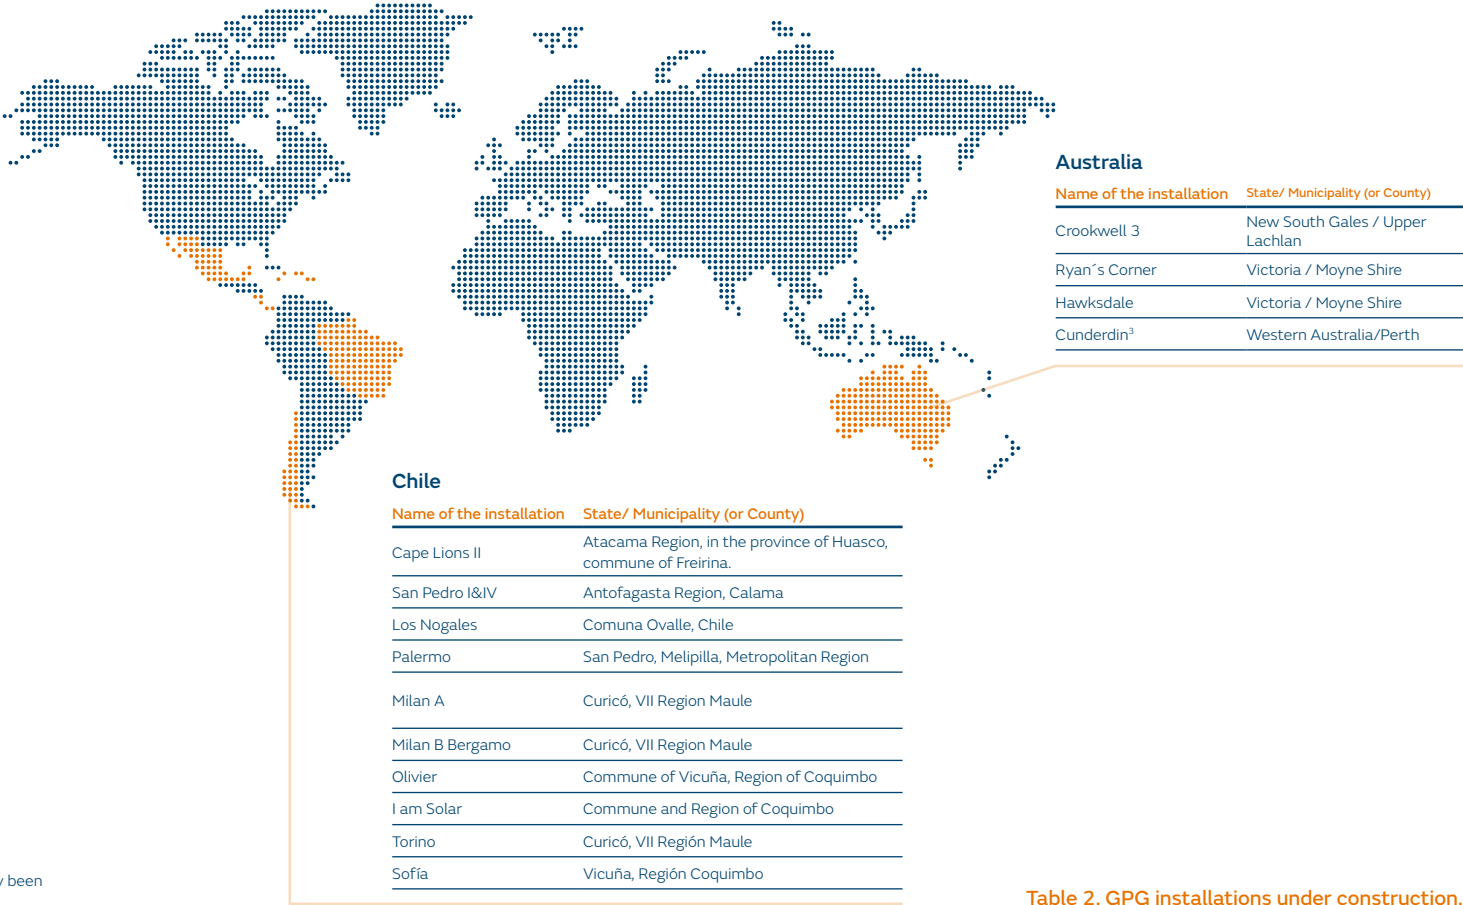 Australia
Name of the installation State/ Municipality (or County)
Crookwell 3 New South Gales / Upper
Lachlan
Ryan´s Corner Victoria / Moyne Shire
Hawksdale Victoria / Moyne Shire
Cunderdin³ Western Australia/Perth
Chile
Name of the installation State/ Municipality (or County)
Cape Lions II Atacama Region, in the province of Huasco,
commune of Freirina.
San Pedro I&IV Antofagasta Region, Calama
Los Nogales Comuna Ovalle, Chile
Palermo San Pedro, Melipilla, Metropolitan Region
Milan A Curicó, VII Region Maule
Milan B Bergamo Curicó, VII Region Maule
Olivier Commune of Vicuña, Region of Coquimbo
I am Solar Commune and Region of Coquimbo
Torino Curicó, VII Región Maule
Sofía Vicuña, Región Coquimbo
been
Table 2. GPG installations under construction.